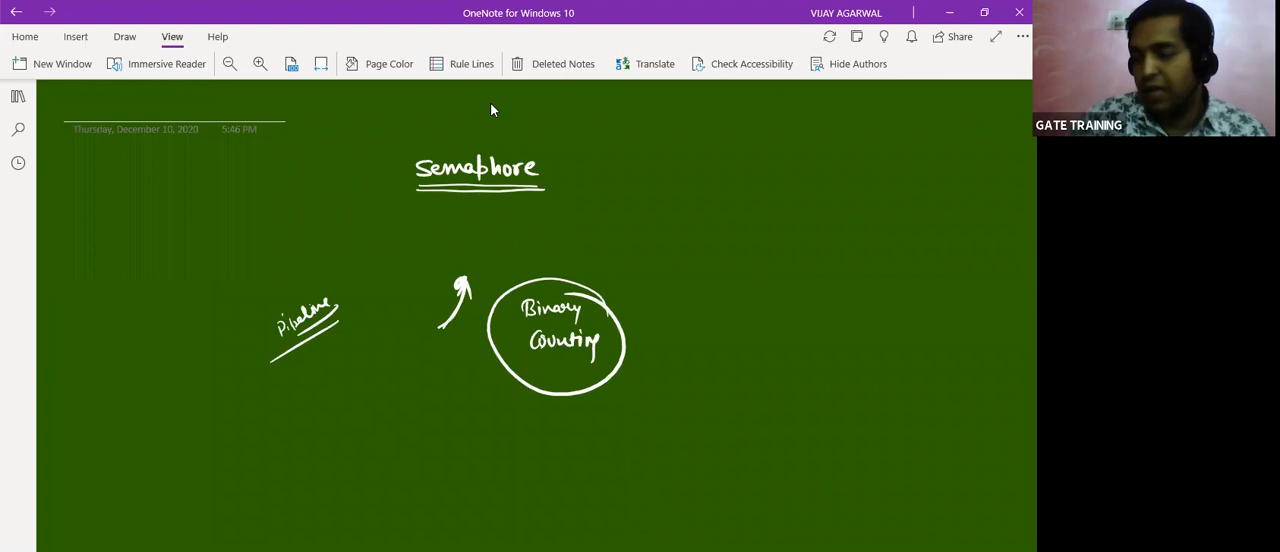 OneNote for Windows 10
VIJAY AGARWAL
Home Insert Draw View Help
Share
New Window Immersive Reader Page Color Rule Lines Deleted Notes Translate Check Accessibility Hide Authors
GATE TRAINING
Thursday, December 10, 2020 5:46 PM
Semaphore
Pipeline
Binary
Counting